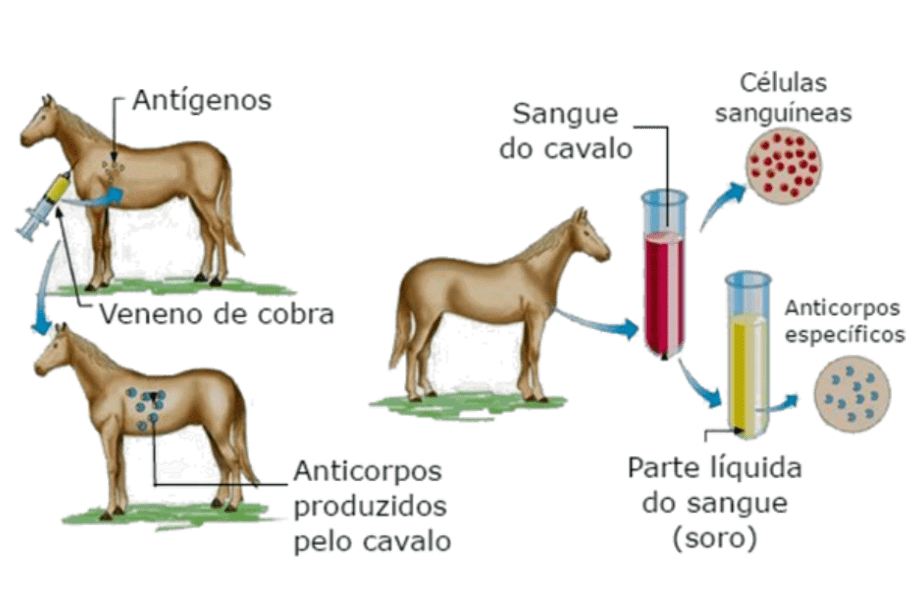 Antígenos
Veneno de cobra
Anticorpos
produzidos
pelo cavalo
Sangue
do cavalo
Células
sanguíneas
Anticorpos
específicos
Parte líquida
do sangue
(soro)